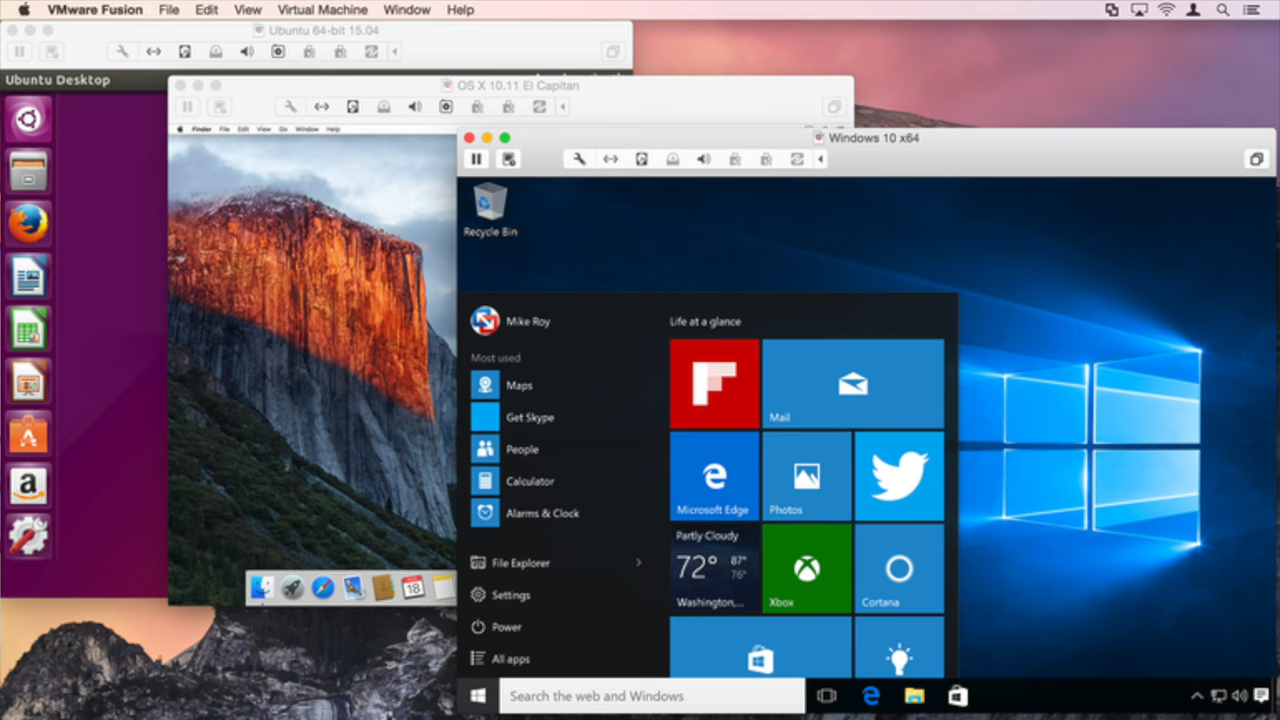 VMware Fusion File Edit View Virtual Machine Window Help
Ubuntu 64-bit 15.04
Ubuntu Desktop
OS X 10.11 El Capitan
Finder File Edit View Go Window Help
Windows 10 x64
Recycle Bin
Mike Roy
Life at a glance
Most used
Maps
Get Skype
People
Calculator
Alarms & Clock
File Explorer
Settings
Power
All apps
Mail
Microsoft Edge
Photos
Partly Cloudy
72° 87°
76°
Washington,...
Xbox
Cortana
18
a
Search the web and Windows